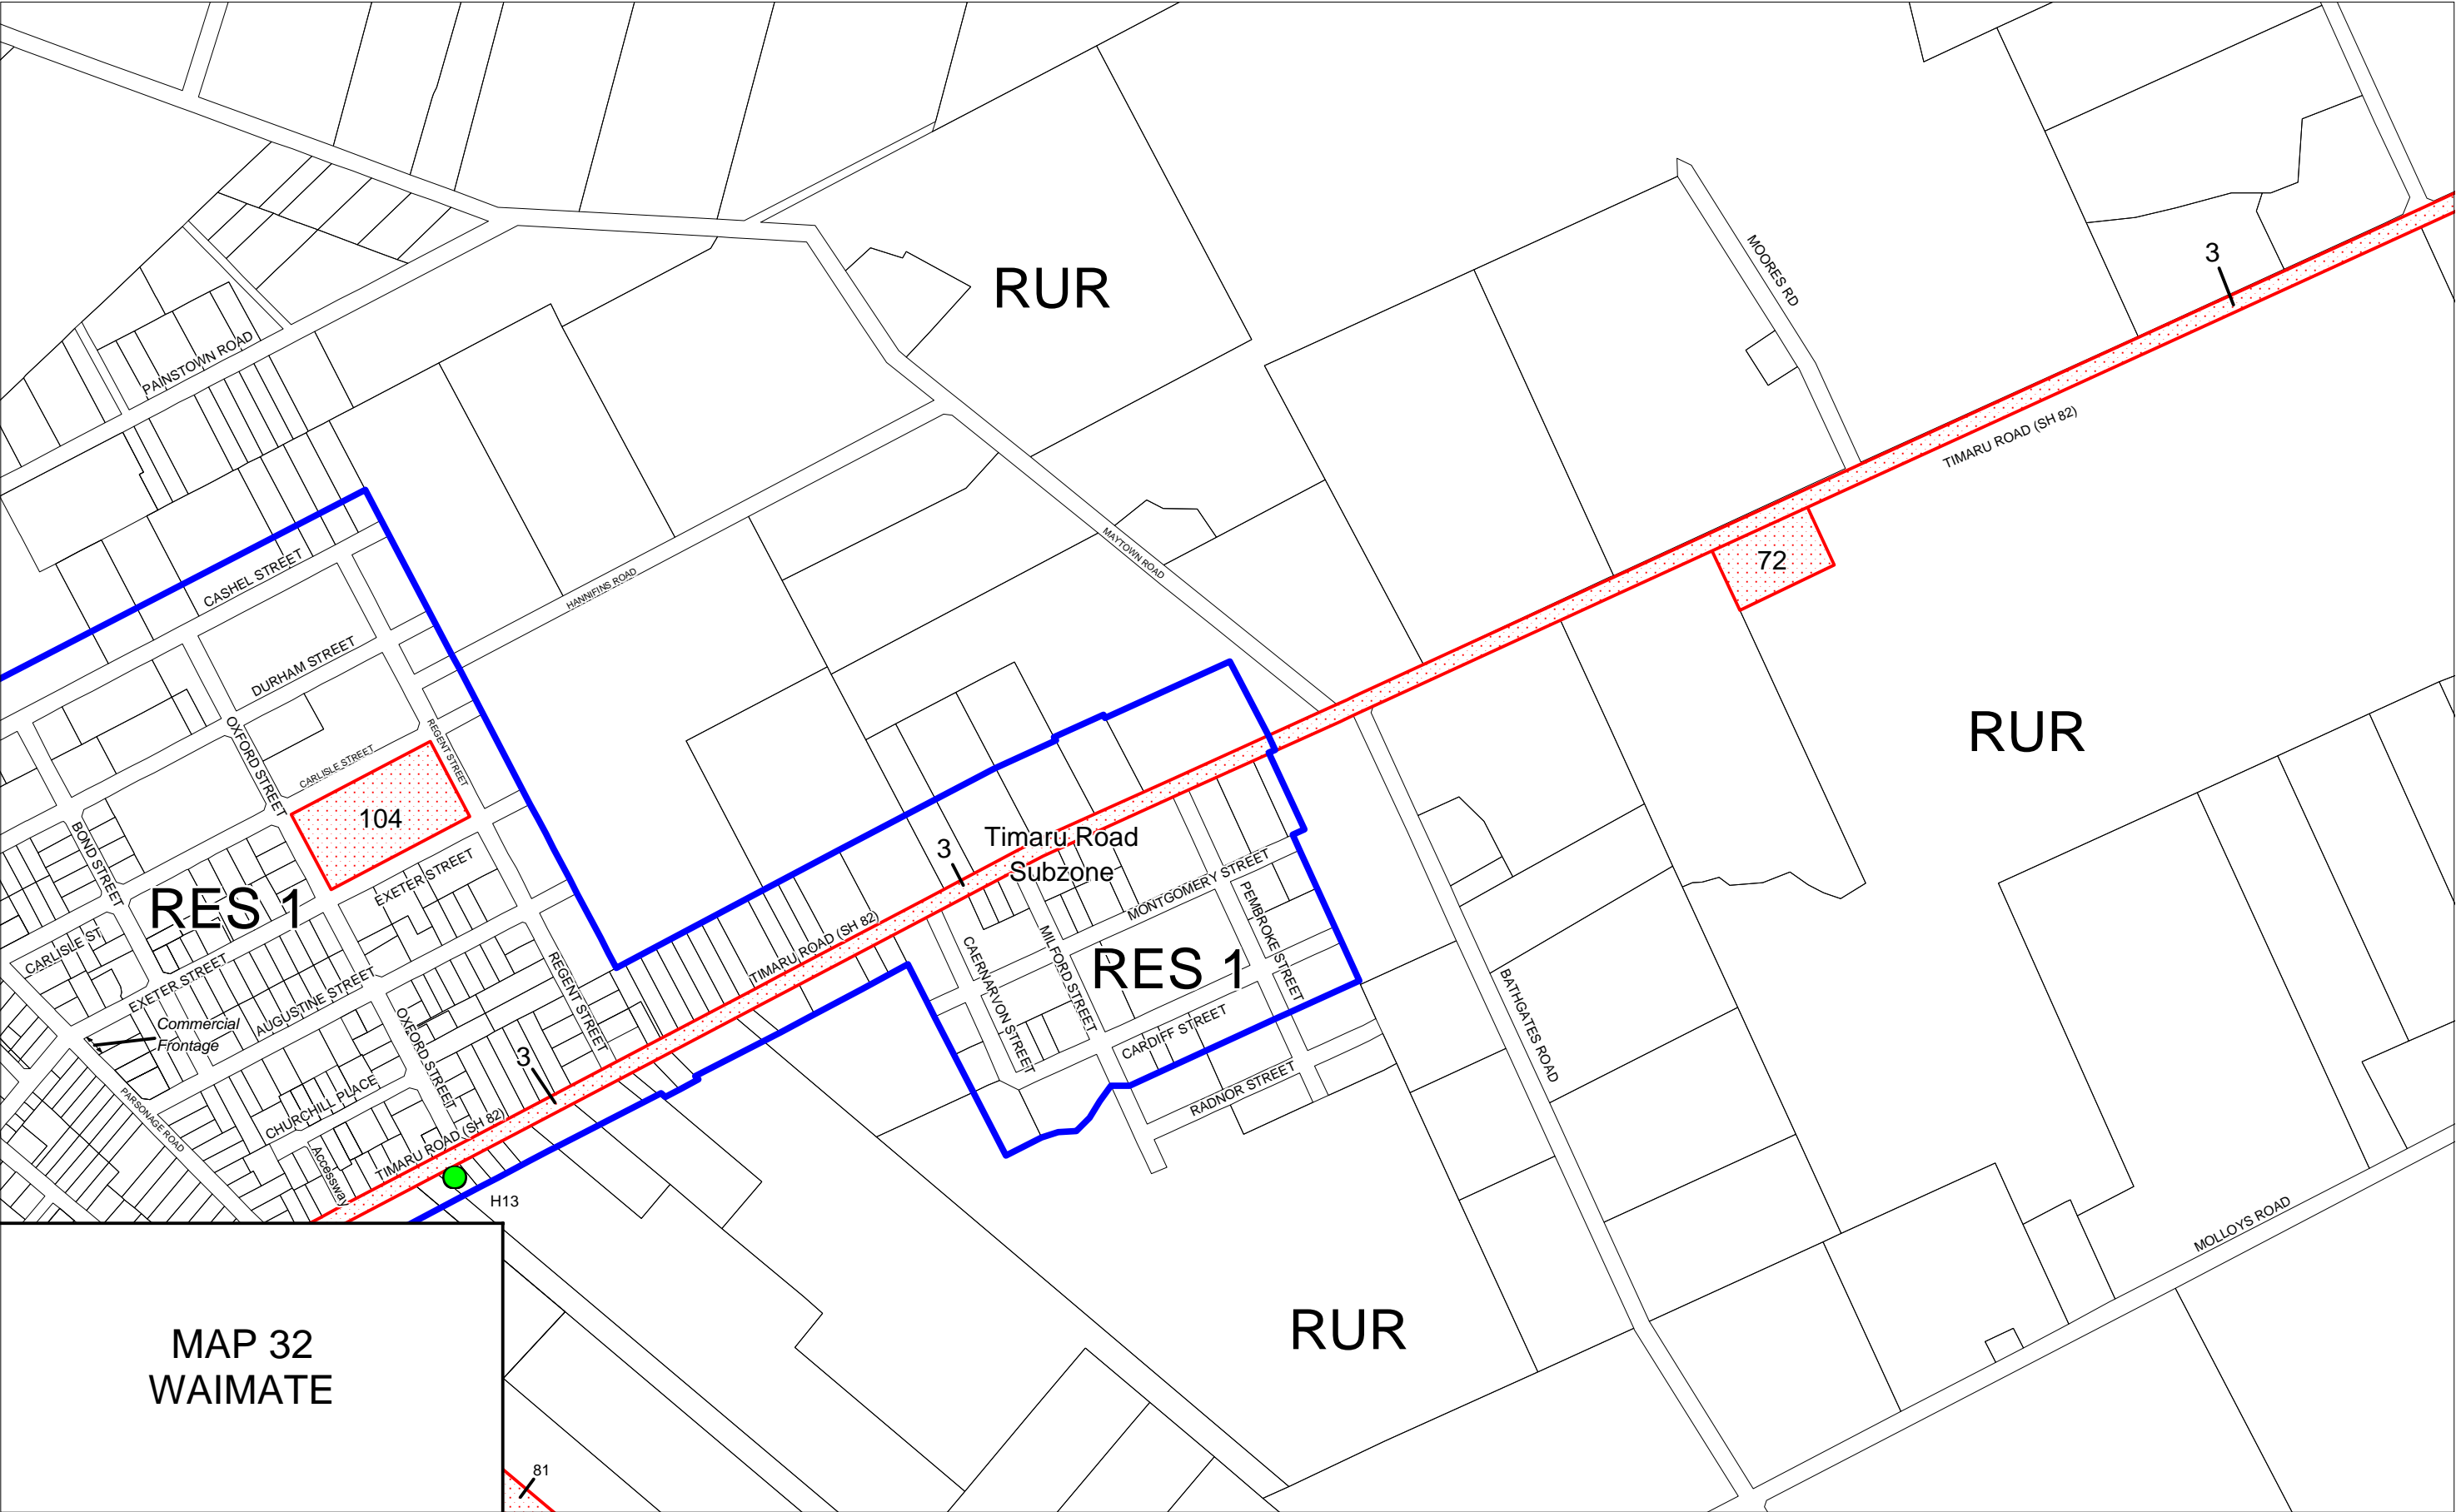 RUR
MOORES RD
3
TIMARU ROAD (SH 82)
PAINSTOWN ROAD
72
MAYTOWN ROAD
HANNIFINS ROAD
CASHEL STREET
DURHAM STREET
OXFORD STREET
REGENT STREET
CARLISLE STREET
104
RUR
BOND STREET
EXETER STREET
RES 1
3
Timaru Road
Subzone
MONTGOMERY STREET
PEMBROKE STREET
CARLISLE ST
EXETER STREET
AUGUSTINE STREET
REGENT STREET
TIMARU ROAD (SH 82)
CAERNARVON STREET
MILFORD STREET
RES 1
BATHGATES ROAD
Commercial
Frontage
OXFORD STREET
3
CARDIFF STREET
RADNOR STREET
PARSONAGE ROAD
CHURCHILL PLACE
Accessway
TIMARU ROAD (SH 82)
H13
MOLLOYS ROAD
RUR
MAP 32
WAIMATE
81